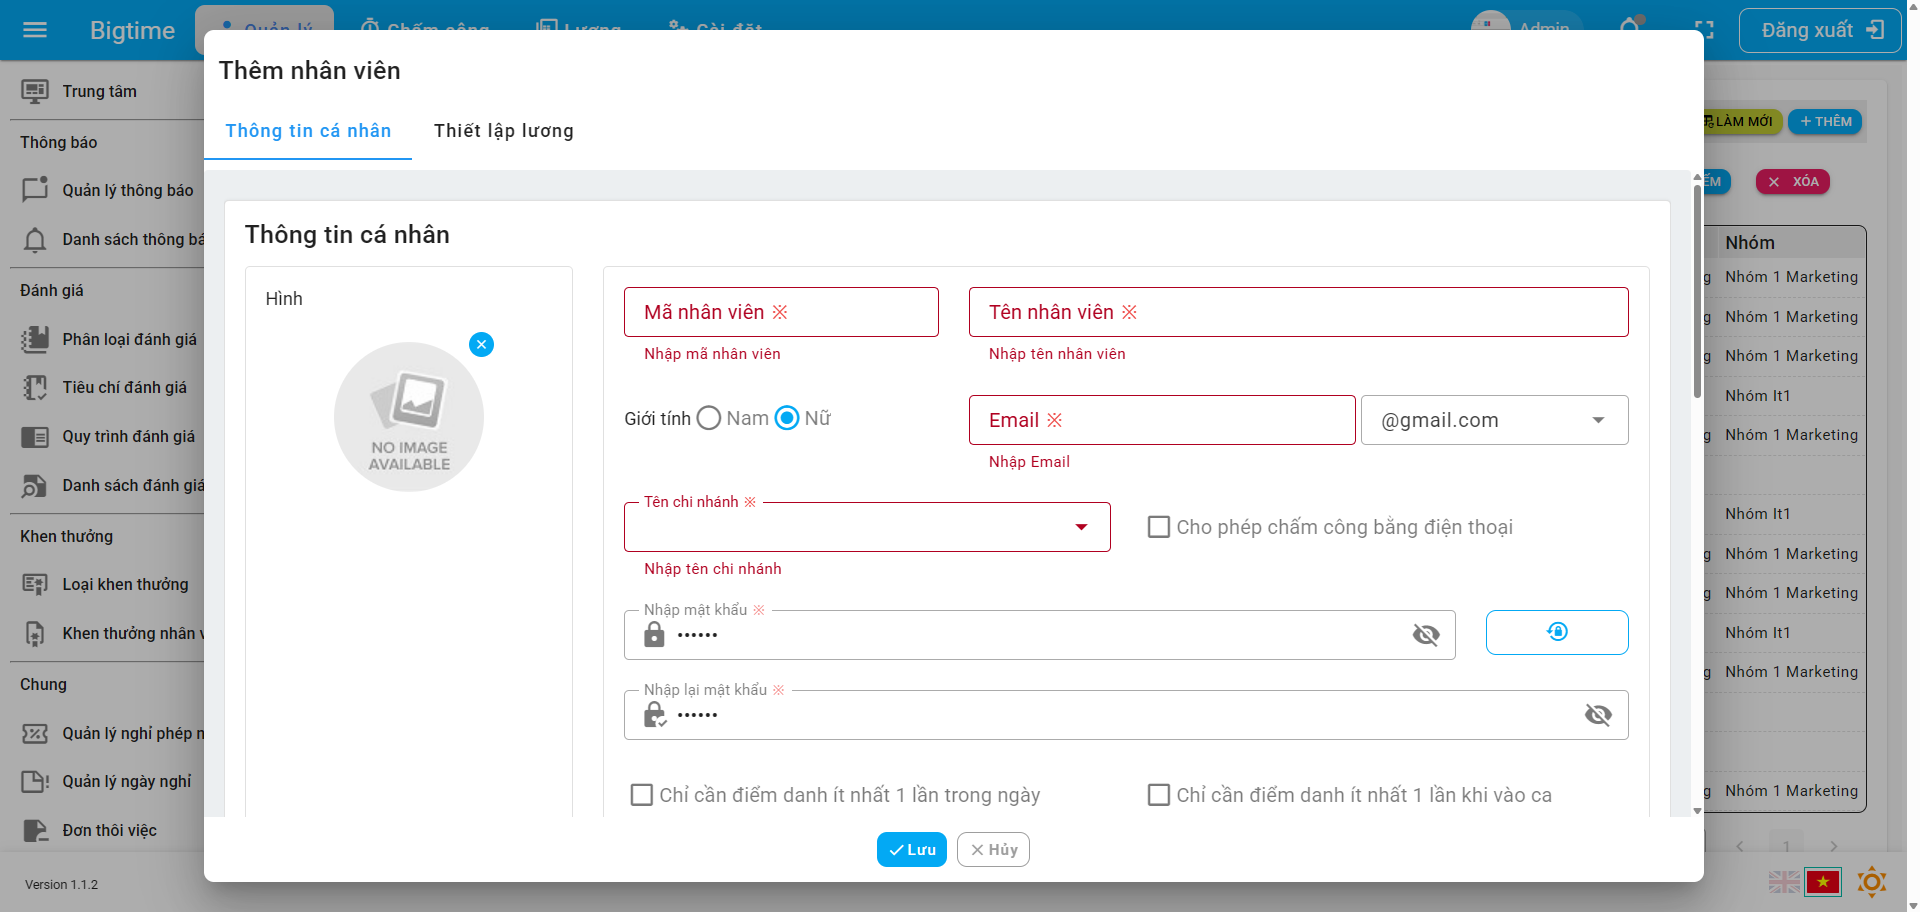 Bigtime
Quản lý
Chấm công
Lương
Cài đặt
Admin
Đăng xuất
Trung tâm
Thông báo
Quản lý thông báo
Danh sách thông bá
Đánh giá
Phân loại đánh giá
Tiêu chí đánh giá
Quy trình đánh giá
Danh sách đánh giá
Khen thưởng
Loại khen thưởng
Khen thưởng nhân v
Chung
Quản lý nghỉ phép n
Quản lý ngày nghỉ
Đơn thôi việc
Version 1.1.2
Thêm nhân viên
Thông tin cá nhân
Thiết lập lương
Thông tin cá nhân
Hình
NO IMAGE
AVAILABLE
Mã nhân viên ※
Nhập mã nhân viên
Tên nhân viên ※
Nhập tên nhân viên
Giới tính Nam Nữ
Email ※
@gmail.com
Nhập Email
Tên chi nhánh ※
Nhập tên chi nhánh
Cho phép chấm công bằng điện thoại
Nhập mật khẩu ※
••••••
Nhập lại mật khẩu ※
••••••
Chỉ cần điểm danh ít nhất 1 lần trong ngày
Chỉ cần điểm danh ít nhất 1 lần khi vào ca
Lưu
Hủy
LÀM MỚI
THÊM
XÓA
Nhóm
g Nhóm 1 Marketing
g Nhóm 1 Marketing
g Nhóm 1 Marketing
Nhóm It1
g Nhóm 1 Marketing
Nhóm It1
g Nhóm 1 Marketing
g Nhóm 1 Marketing
Nhóm It1
g Nhóm 1 Marketing
g Nhóm 1 Marketing
1